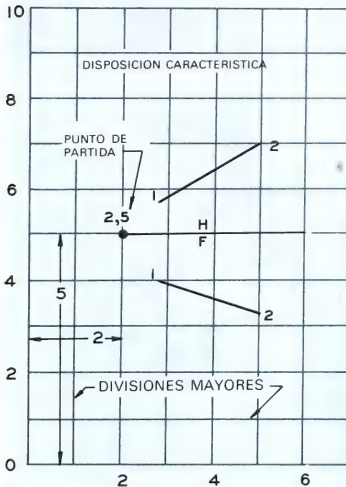 10
DISPOSICION CARACTERISTICA
8
PUNTO DE
PARTIDA
2
6
1
2,5
H
F
5
4
1
2
2
2
DIVISIONES MAYORES
0
2
4
6